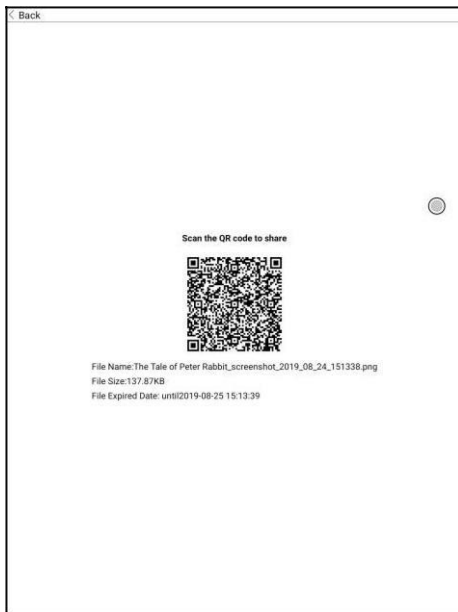 Back
Scan the QR code to share
File Name:The Tale of Peter Rabbit_screenshot_2019_08_24_151338.png
File Size:137.87KB
File Expired Date: until2019-08-25 15:13:39